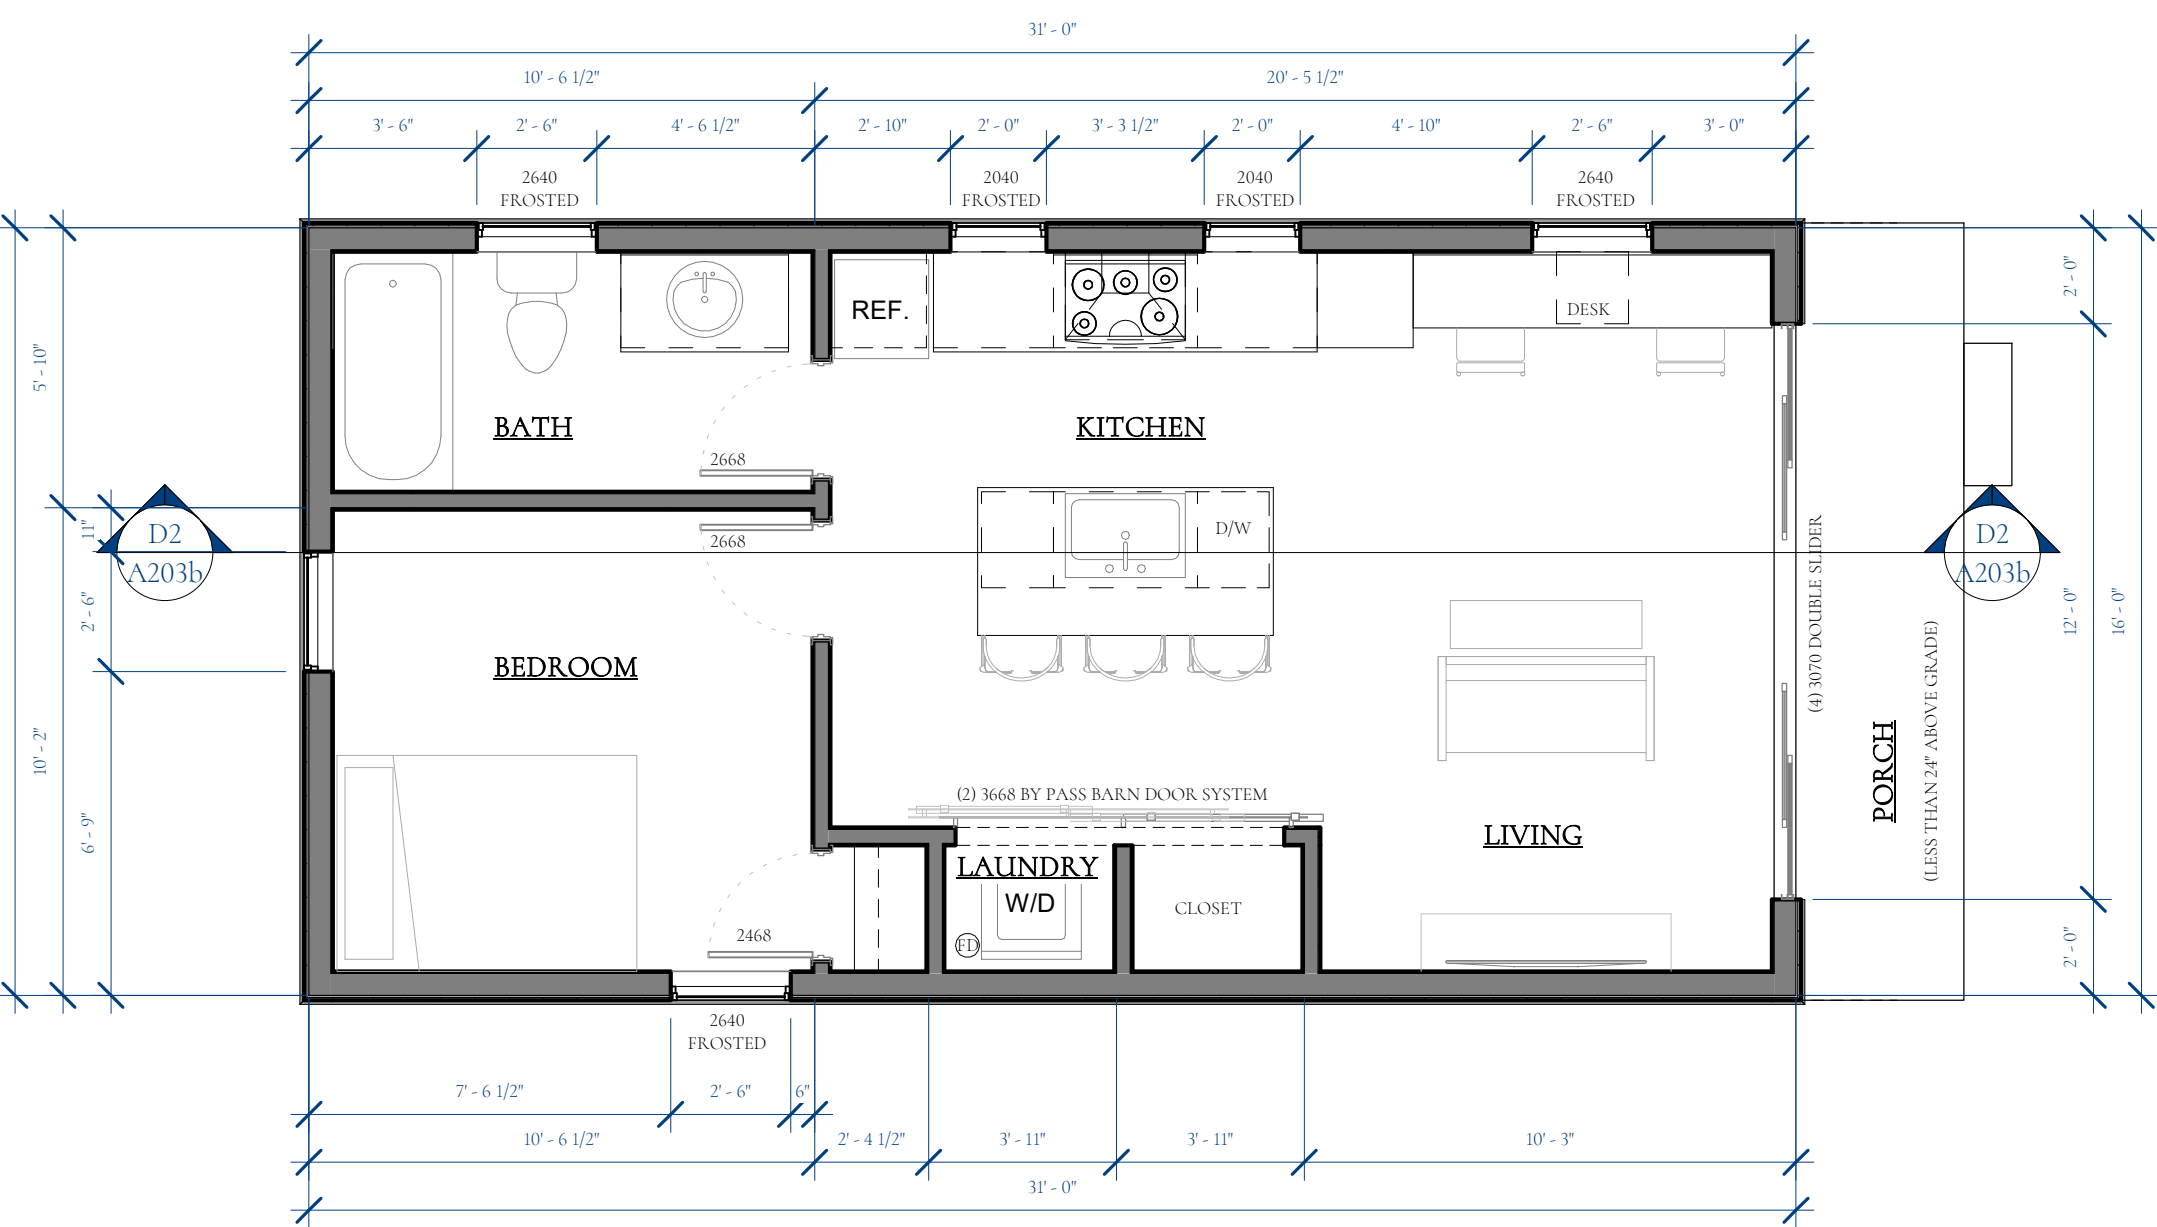 31' - 0"
10' - 6 1/2"
20' - 5 1/2"
3' - 6"
2' - 6"
4' - 6 1/2"
2' - 10"
2' - 0"
3' - 3 1/2"
2' - 0"
4' - 10"
2' - 6"
3' - 0"
2640
FROSTED
2040
FROSTED
2040
FROSTED
2640
FROSTED
5' - 10"
11"
2' - 6"
10' - 2"
6' - 9"
D2
A203b
REF.
DESK
BATH
KITCHEN
2668
2668
D/W
BEDROOM
(2) 3668 BY PASS BARN DOOR SYSTEM
LIVING
LAUNDRY
W/D
FD
CLOSET
2468
(4) 3070 DOUBLE SLIDER
PORCH
(LESS THAN 24" ABOVE GRADE)
D2
A203b
2' - 0"
12' - 0"
16' - 0"
2' - 0"
2640
FROSTED
7' - 6 1/2"
2' - 6"
6"
10' - 6 1/2"
2' - 4 1/2"
3' - 11"
3' - 11"
10' - 3"
31' - 0"